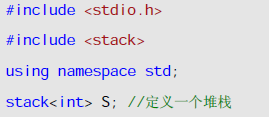 #include <stdio.h>
#include <stack>
using namespace std;
stack<int> S; //定义一个堆栈